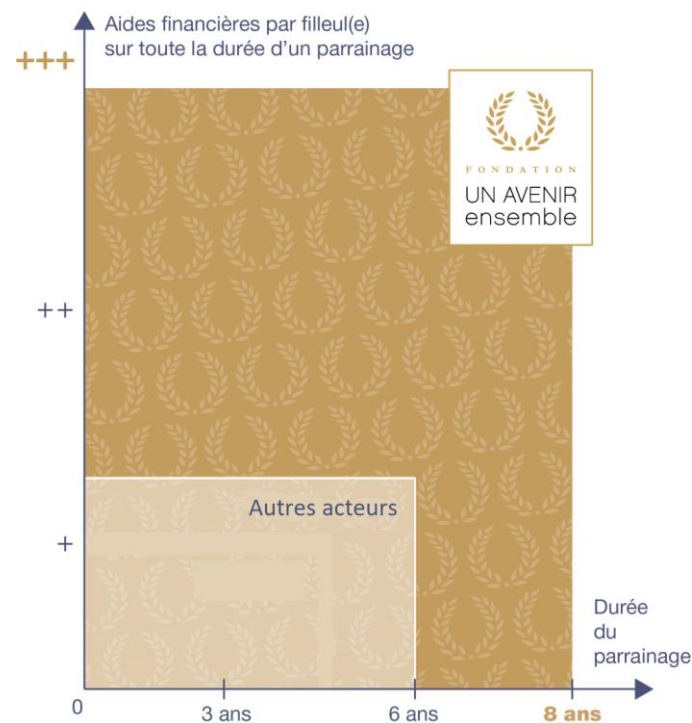 Aides financières par filleul(e)
sur toute la durée d'un parrainage
+++
FONDATION
UN AVENIR
ensemble
++
Autres acteurs
+
Durée
du
parrainage
0
3 ans
6 ans
8 ans